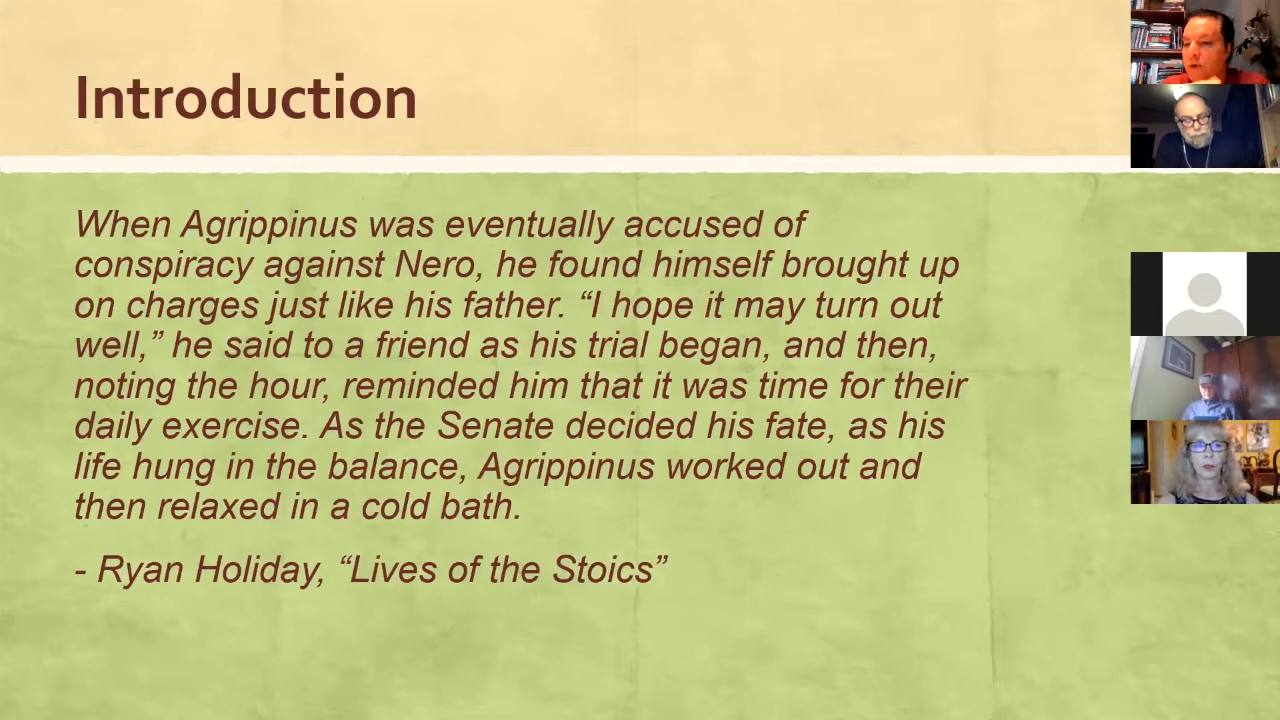 Introduction
When Agrippinus was eventually accused of
conspiracy against Nero, he found himself brought up
on charges just like his father. “I hope it may turn out
well,” he said to a friend as his trial began, and then,
noting the hour, reminded him that it was time for their
daily exercise. As the Senate decided his fate, as his
life hung in the balance, Agrippinus worked out and
then relaxed in a cold bath.
- Ryan Holiday, “Lives of the Stoics”